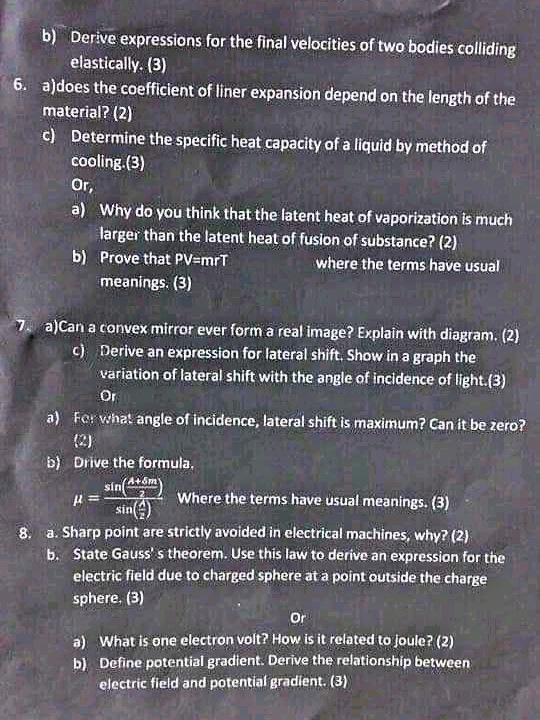 b) Derive expressions for the final velocities of two bodies colliding
elastically. (3)
6. a)does the coefficient of liner expansion depend on the length of the
material? (2)
c) Determine the specific heat capacity of a liquid by method of
cooling.(3)
Or,
a) Why do you think that the latent heat of vaporization is much
larger than the latent heat of fusion of substance? (2)
b) Prove that PV=mrT where the terms have usual
meanings. (3)
7. a)Can a convex mirror ever form a real image? Explain with diagram. (2)
c) Derive an expression for lateral shift. Show in a graph the
variation of lateral shift with the angle of incidence of light.(3)
Or
a) For what angle of incidence, lateral shift is maximum? Can it be zero?
(2)
b) Drive the formula.
μ = sin((A+δm)/2) / sin(A/2) Where the terms have usual meanings. (3)
8. a. Sharp point are strictly avoided in electrical machines, why? (2)
b. State Gauss' s theorem. Use this law to derive an expression for the
electric field due to charged sphere at a point outside the charge
sphere. (3)
Or
a) What is one electron volt? How is it related to joule? (2)
b) Define potential gradient. Derive the relationship between
electric field and potential gradient. (3)